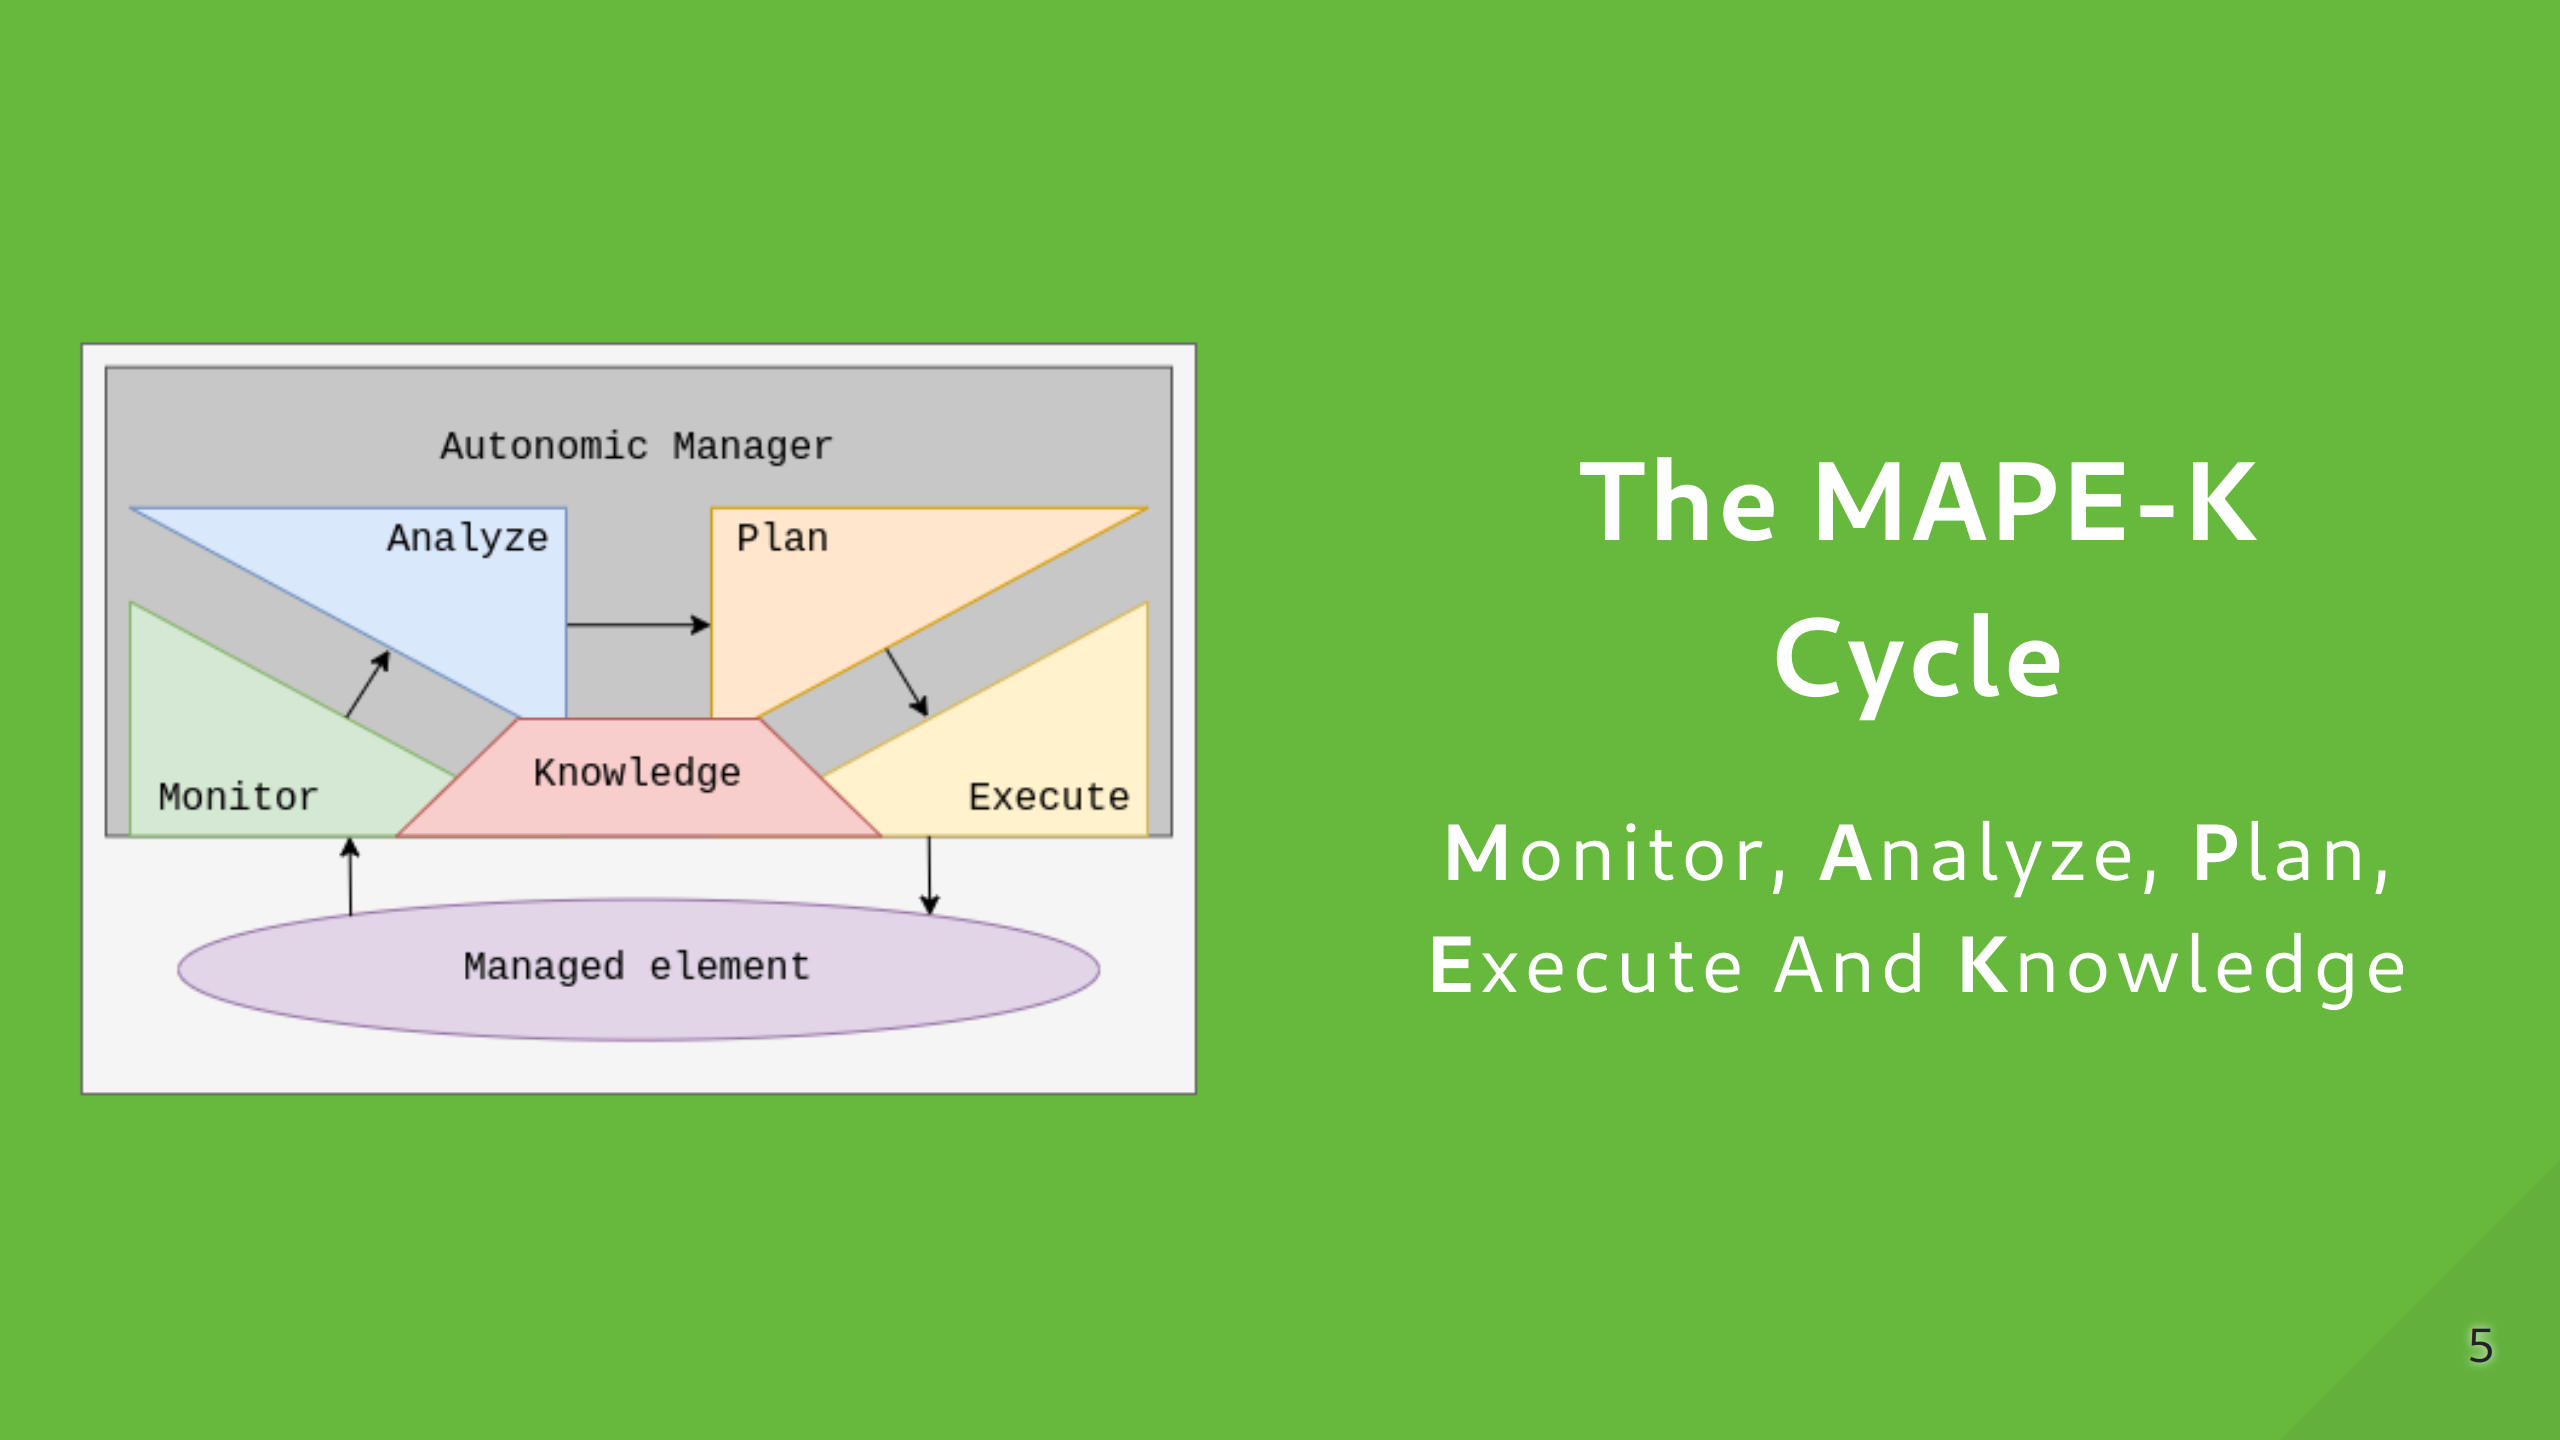 Autonomic Manager
Analyze
Plan
Monitor
Knowledge
Execute
Managed element
The MAPE-K
Cycle
Monitor, Analyze, Plan,
Execute And Knowledge
5